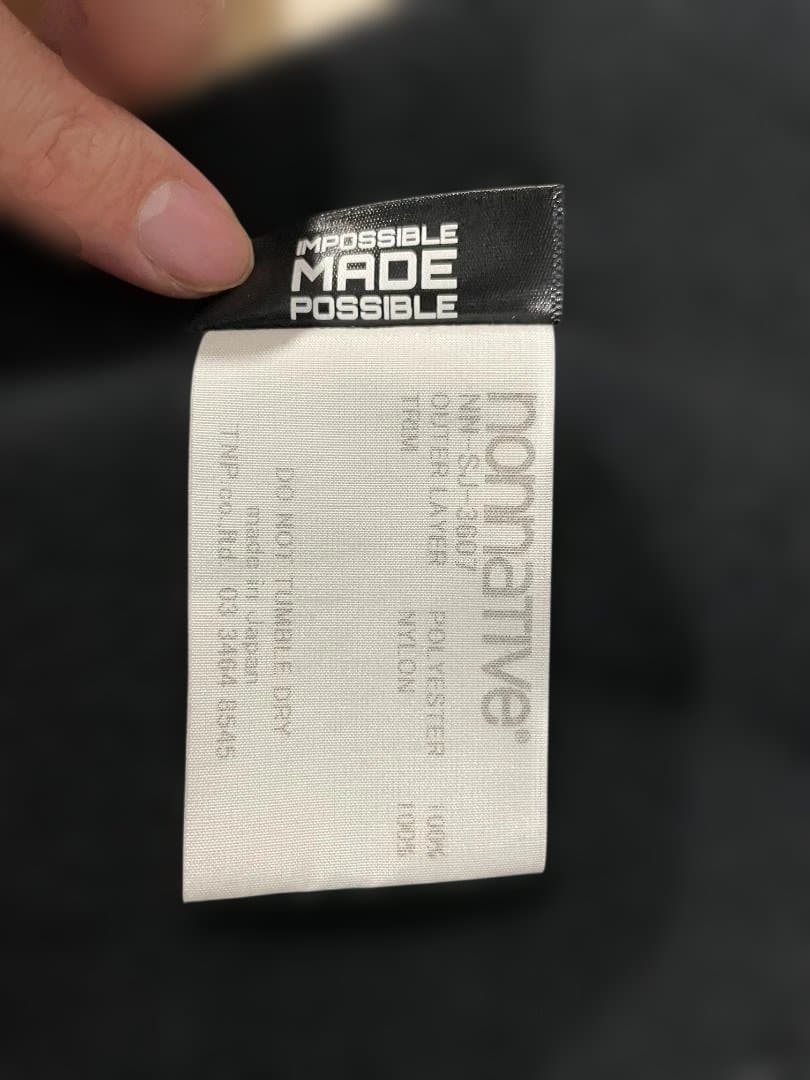 IMPOSSIBLE
MADE
POSSIBLE
nonnative®
NN-SJ-3607
OUTER LAYER POLYESTER 100%
TRIM NYLON 100%
DO NOT TUMBLE DRY
made in Japan
TNP.co.,ltd. 03 3464 8545